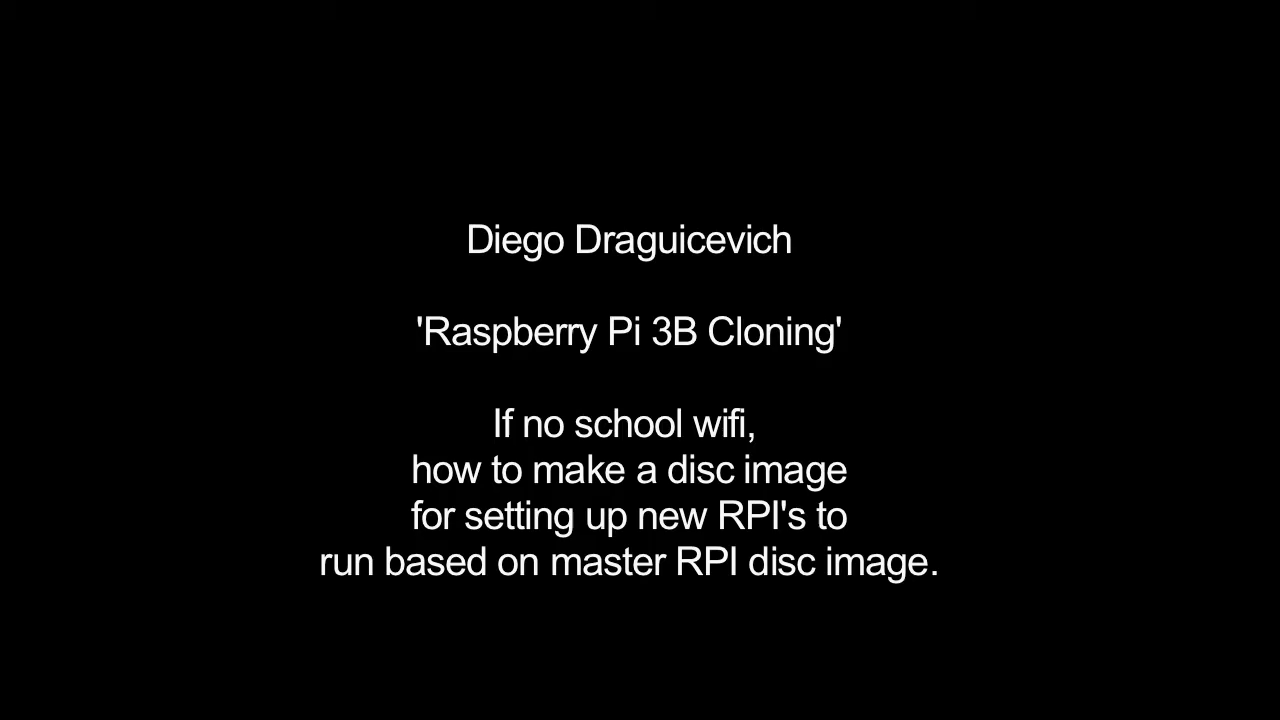 Diego Draguicevich
'Raspberry Pi 3B Cloning'
If no school wifi,
how to make a disc image
for setting up new RPI's to
run based on master RPI disc image.